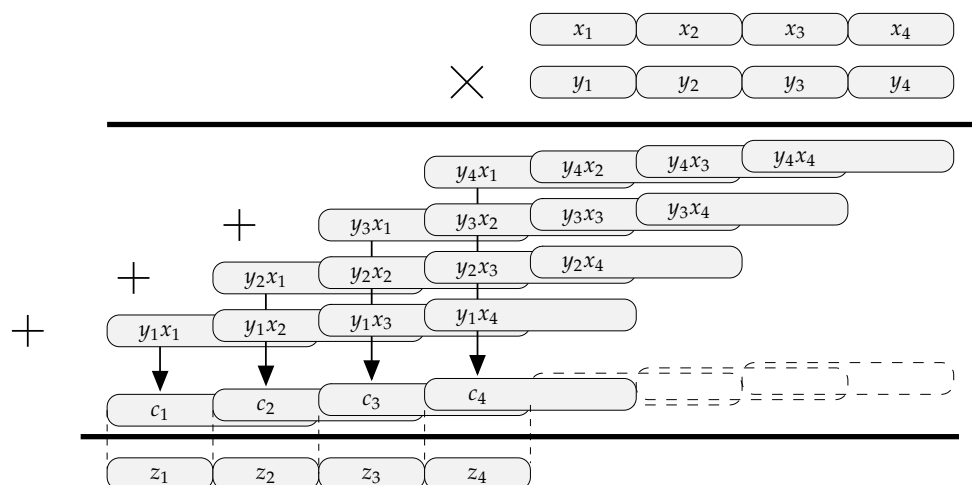 x₁ x₂ x₃ x₄
× y₁ y₂ y₃ y₄
y₄x₁ y₄x₂ y₄x₃ y₄x₄
+ y₃x₁ y₃x₂ y₃x₃ y₃x₄
+ y₂x₁ y₂x₂ y₂x₃ y₂x₄
+ y₁x₁ y₁x₂ y₁x₃ y₁x₄
c₁ c₂ c₃ c₄
z₁ z₂ z₃ z₄